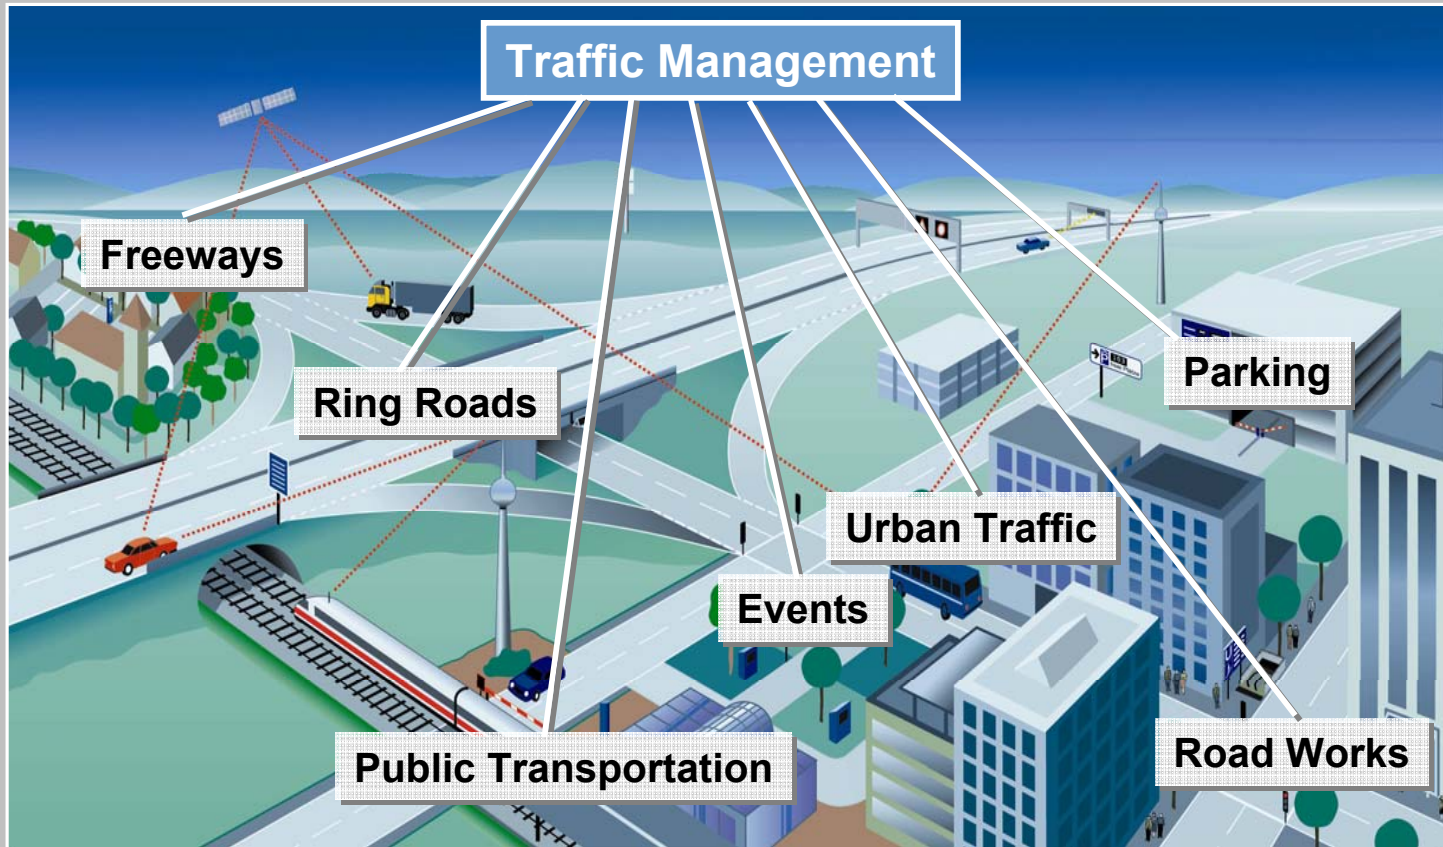 Traffic Management
Freeways
Ring Roads
Parking
Urban Traffic
Events
Public Transportation
Road Works